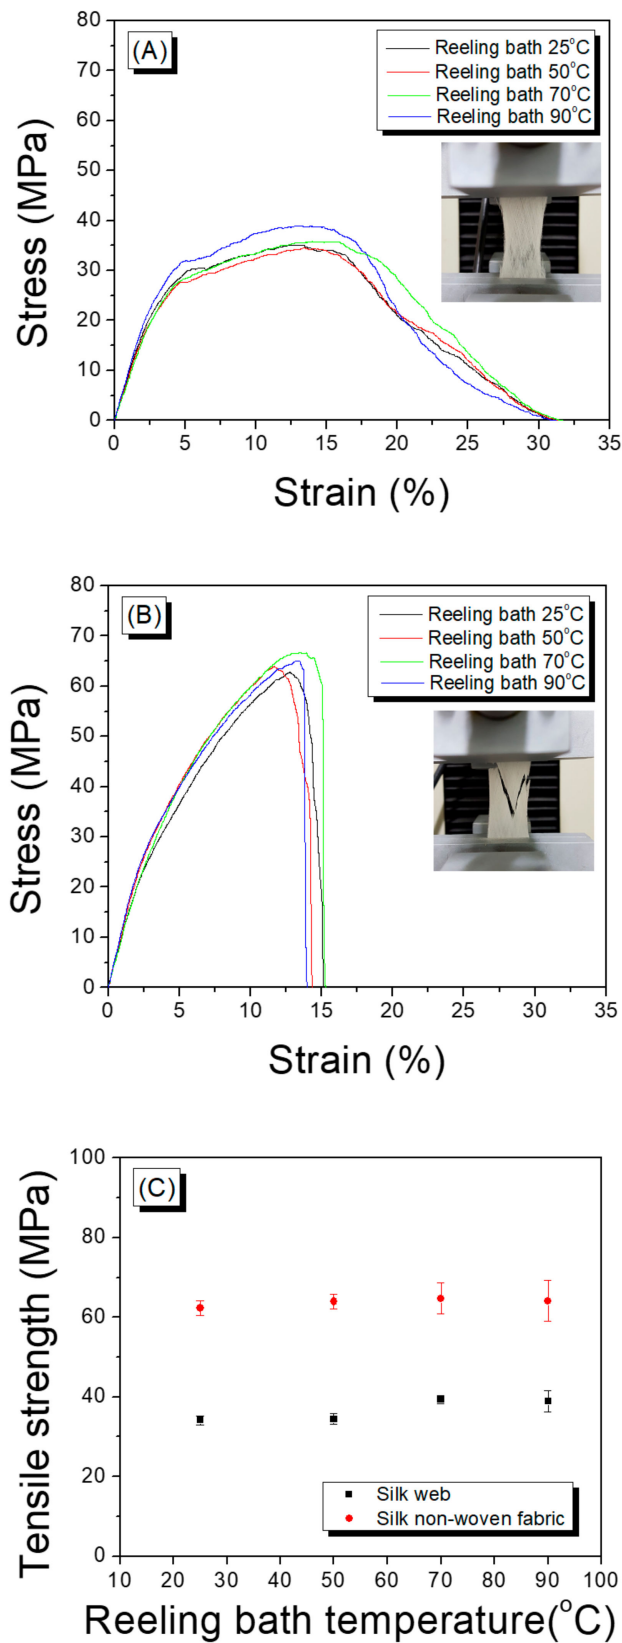 (A)
Reeling bath 25°C
Reeling bath 50°C
Reeling bath 70°C
Reeling bath 90°C
80
70
60
50
40
30
20
10
0
Stress (MPa)
0 5 10 15 20 25 30 35
Strain (%)
(B)
Reeling bath 25°C
Reeling bath 50°C
Reeling bath 70°C
Reeling bath 90°C
80
70
60
50
40
30
20
10
0
Stress (MPa)
0 5 10 15 20 25 30 35
Strain (%)
(C)
100
80
60
40
20
0
Tensile strength (MPa)
Silk web
Silk non-woven fabric
10 20 30 40 50 60 70 80 90 100
Reeling bath temperature(°C)